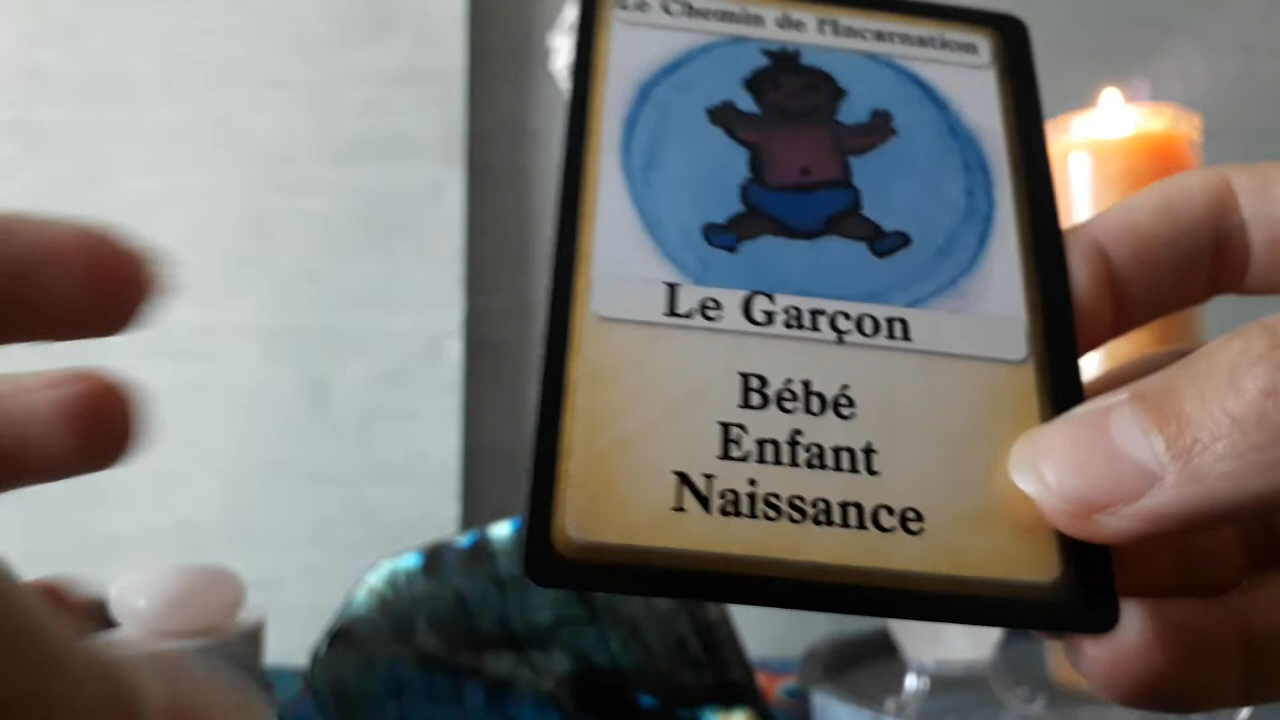 Le Chemin de l'Incarnation
Le Garçon
Bébé
Enfant
Naissance